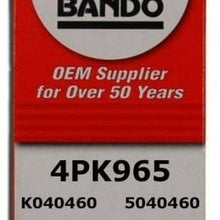 BANDO
OEM Supplier
for Over 50 Years
4PK965
K040460 5040460